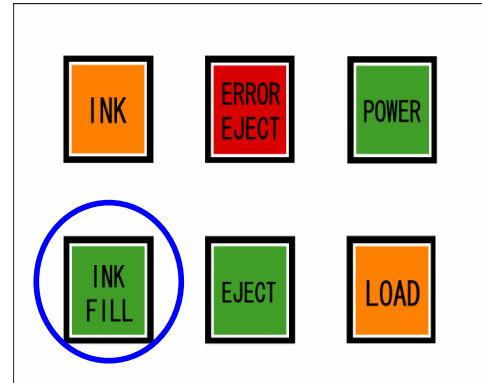 INK
ERROR
EJECT
POWER
INK
FILL
EJECT
LOAD